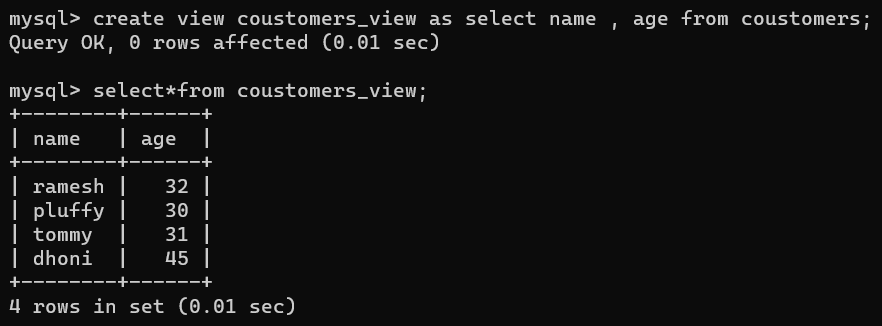 mysql> create view coustomers_view as select name , age from coustomers;
Query OK, 0 rows affected (0.01 sec)

mysql> select*from coustomers_view;
+--------+------+
| name   | age  |
+--------+------+
| ramesh |   32 |
| pluffy |   30 |
| tommy  |   31 |
| dhoni  |   45 |
+--------+------+
4 rows in set (0.01 sec)